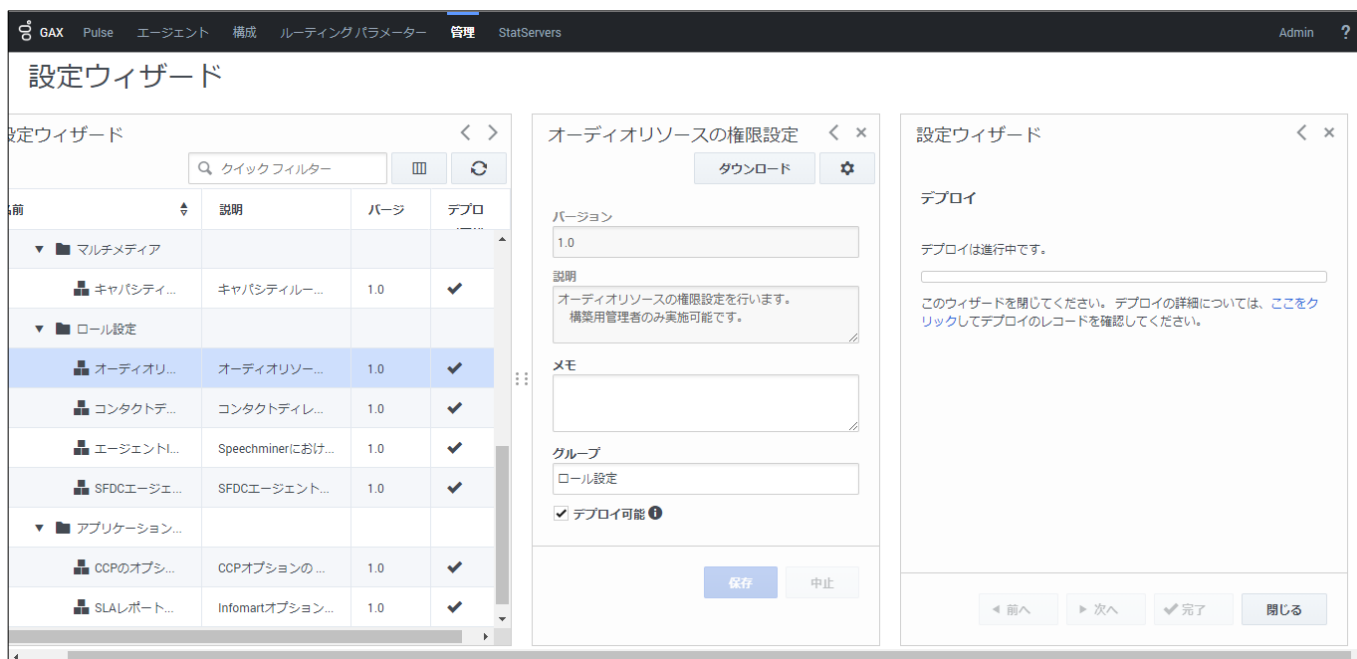 GAX Pulse エージェント 構成 ルーティング パラメーター 管理 StatServers Admin ?
設定ウィザード
設定ウィザード
クイック フィルター
名前 説明 バージ デプロ
マルチメディア
キャパシティ... キャパシティルー... 1.0
ロール設定
オーディオリ... オーディオリソー... 1.0
コンタクトデ... コンタクトディレ... 1.0
エージェントI... Speechminerにおけ... 1.0
SFDCエージェ... SFDCエージェント... 1.0
アプリケーション...
CCPのオプシ... CCPオプションの ... 1.0
SLAレポート... Infomartオプション... 1.0
オーディオリソースの権限設定
ダウンロード
バージョン
1.0
説明
オーディオリソースの権限設定を行います。
構築用管理者のみ実施可能です。
メモ
グループ
ロール設定
デプロイ可能
保存 中止
設定ウィザード
デプロイ
デプロイは進行中です。
このウィザードを閉じてください。 デプロイの詳細については、ここをク
リックしてデプロイのレコードを確認してください。
前へ 次へ 完了 閉じる